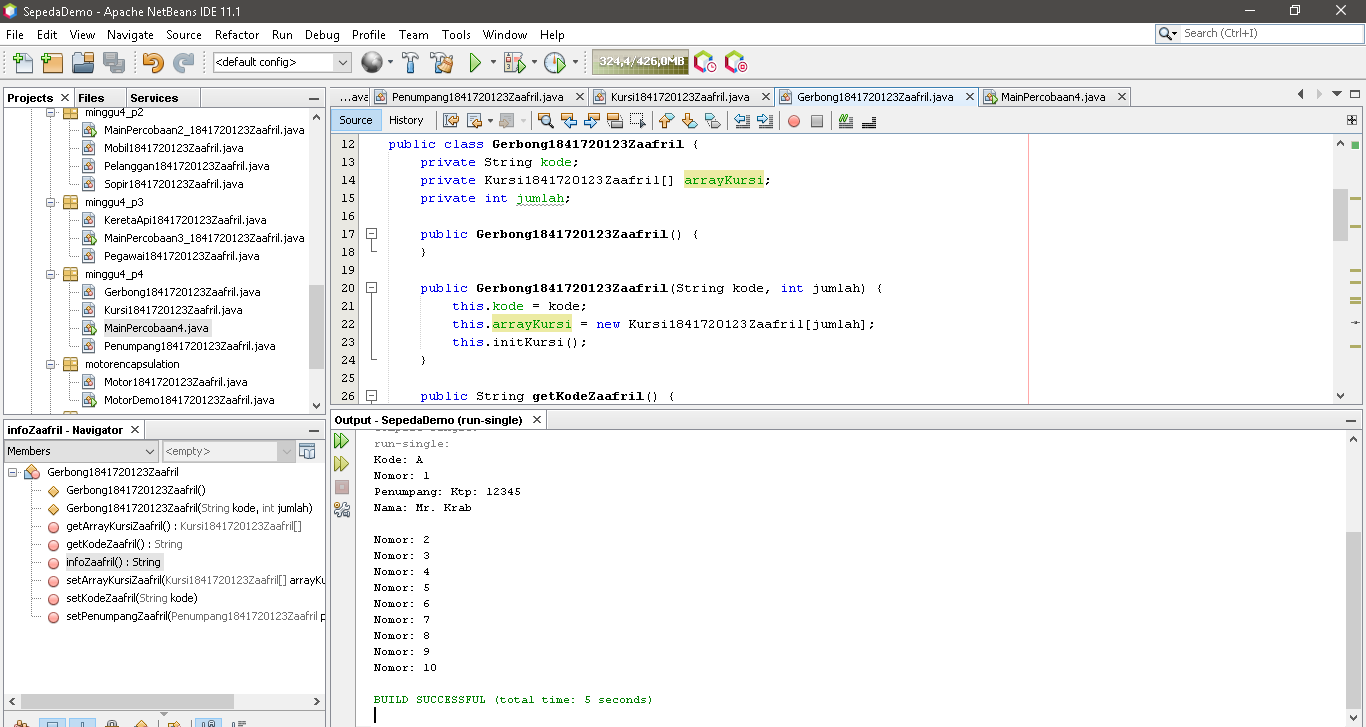 SepedaDemo - Apache NetBeans IDE 11.1
File Edit View Navigate Source Refactor Run Debug Profile Team Tools Window Help
Search (Ctrl+I)
<default config>
324,4/426,0MB
Projects Files Services
minggu4_p2
MainPercobaan2_1841720123Zaafril.java
Mobil1841720123Zaafril.java
Pelanggan1841720123Zaafril.java
Sopir1841720123Zaafril.java
minggu4_p3
KeretaApi1841720123Zaafril.java
MainPercobaan3_1841720123Zaafril.java
Pegawai1841720123Zaafril.java
minggu4_p4
Gerbong1841720123Zaafril.java
Kursi1841720123Zaafril.java
MainPercobaan4.java
Penumpang1841720123Zaafril.java
motorencapsulation
Motor1841720123Zaafril.java
MotorDemo1841720123Zaafril.java
infoZaafril - Navigator
Members
<empty>
Gerbong1841720123Zaafril
Gerbong1841720123Zaafril()
Gerbong1841720123Zaafril(String kode, int jumlah)
getArrayKursiZaafril() : Kursi1841720123Zaafril[]
getKodeZaafril() : String
infoZaafril() : String
setArrayKursiZaafril(Kursi1841720123Zaafril[] arrayKu
setKodeZaafril(String kode)
setPenumpangZaafril(Penumpang1841720123Zaafril p
...ava Penumpang1841720123Zaafril.java Kursi1841720123Zaafril.java Gerbong1841720123Zaafril.java MainPercobaan4.java
Source History
12 public class Gerbong1841720123Zaafril {
13 private String kode;
14 private Kursi1841720123Zaafril[] arrayKursi;
15 private int jumlah;
16
17 public Gerbong1841720123Zaafril() {
18 }
19
20 public Gerbong1841720123Zaafril(String kode, int jumlah) {
21 this.kode = kode;
22 this.arrayKursi = new Kursi1841720123Zaafril[jumlah];
23 this.initKursi();
24 }
25
26 public String getKodeZaafril() {
Output - SepedaDemo (run-single)
run-single:
Kode: A
Nomor: 1
Penumpang: Ktp: 12345
Nama: Mr. Krab
Nomor: 2
Nomor: 3
Nomor: 4
Nomor: 5
Nomor: 6
Nomor: 7
Nomor: 8
Nomor: 9
Nomor: 10
BUILD SUCCESSFUL (total time: 5 seconds)